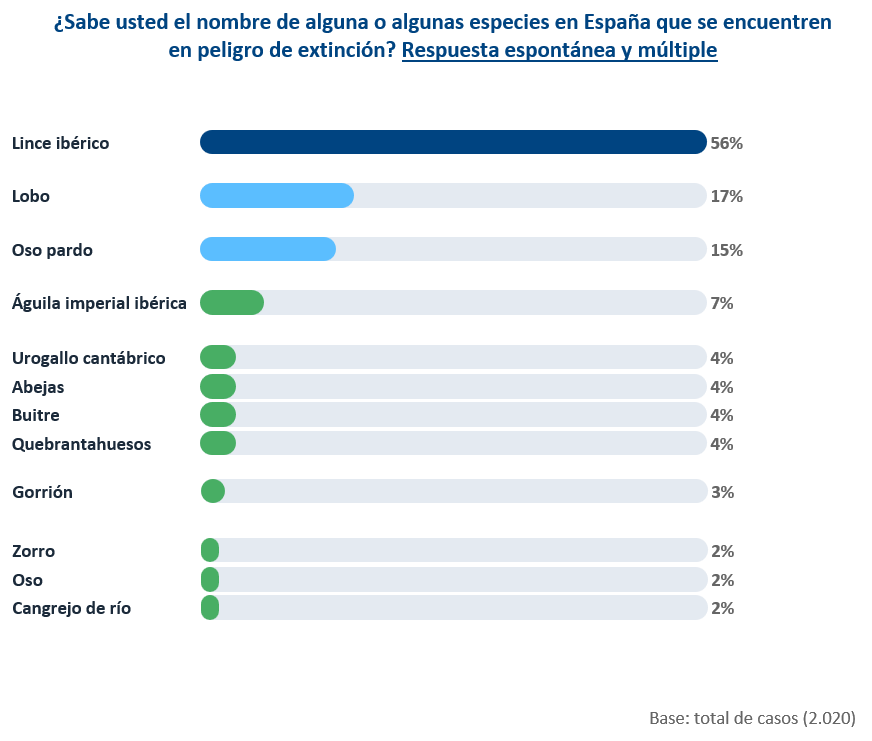 ¿Sabe usted el nombre de alguna o algunas especies en España que se encuentren
en peligro de extinción? Respuesta espontánea y múltiple
Lince ibérico 56%
Lobo 17%
Oso pardo 15%
Águila imperial ibérica 7%
Urogallo cantábrico 4%
Abejas 4%
Buitre 4%
Quebrantahuesos 4%
Gorrión 3%
Zorro 2%
Oso 2%
Cangrejo de río 2%
Base: total de casos (2.020)